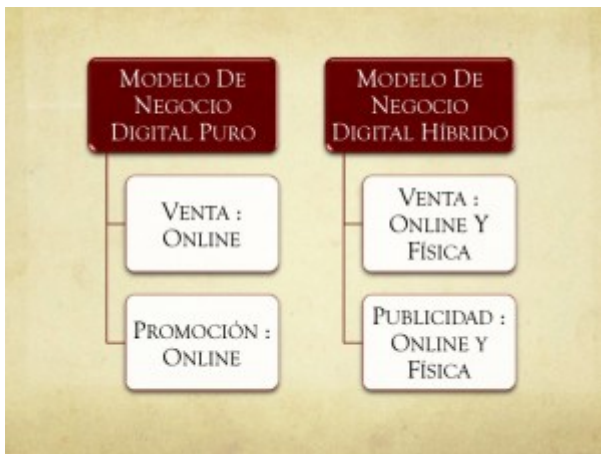 MODELO DE
NEGOCIO
DIGITAL PURO
VENTA :
ONLINE
PROMOCIÓN :
ONLINE
MODELO DE
NEGOCIO
DIGITAL HÍBRIDO
VENTA :
ONLINE Y
FÍSICA
PUBLICIDAD :
ONLINE Y
FÍSICA